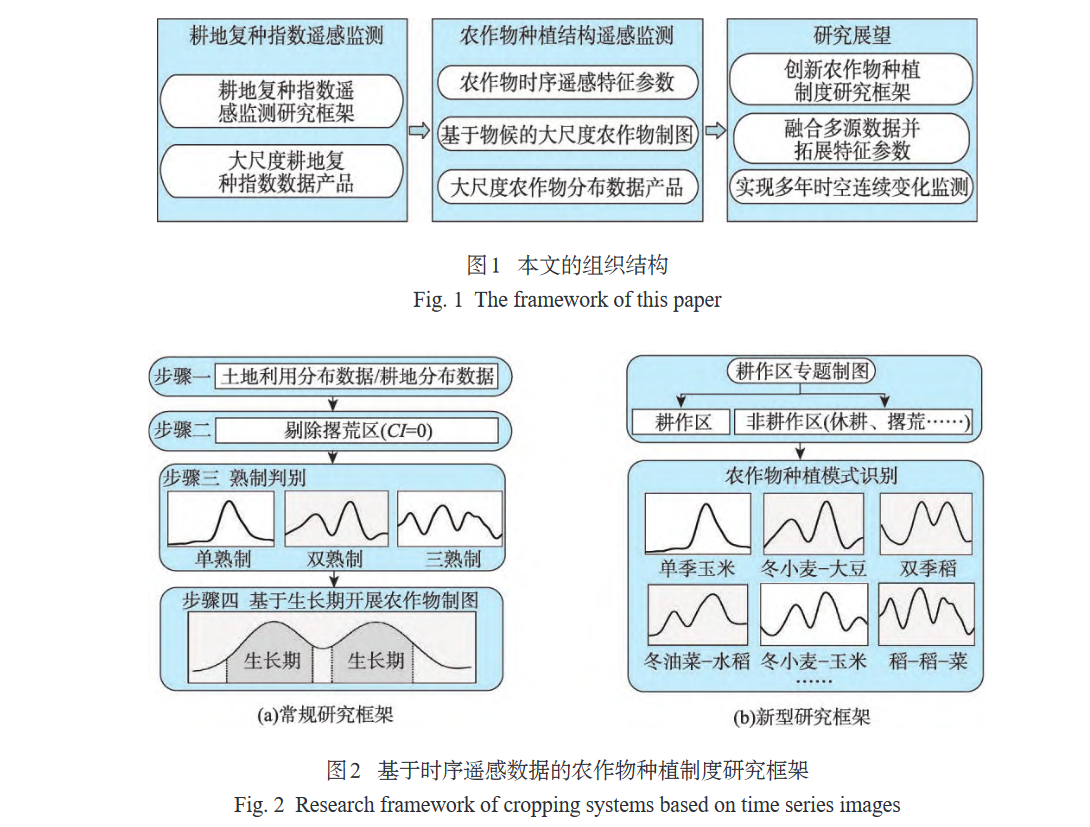 耕地复种指数遥感监测
耕地复种指数遥
感监测研究框架
大尺度耕地复
种指数数据产品
农作物种植结构遥感监测
农作物时序遥感特征参数
基于物候的大尺度农作物制图
大尺度农作物分布数据产品
研究展望
创新农作物种植
制度研究框架
融合多源数据并
拓展特征参数
实现多年时空连续变化监测
图1 本文的组织结构
Fig. 1 The framework of this paper
步骤一 土地利用分布数据/耕地分布数据
步骤二 剔除撂荒区(CI=0)
步骤三 熟制判别
单熟制 双熟制 三熟制
步骤四 基于生长期开展农作物制图
生长期 生长期
(a)常规研究框架
耕作区专题制图
耕作区 非耕作区(休耕、撂荒……)
农作物种植模式识别
单季玉米 冬小麦–大豆 双季稻
冬油菜–水稻 冬小麦–玉米 稻–稻–菜
……
(b)新型研究框架
图2 基于时序遥感数据的农作物种植制度研究框架
Fig. 2 Research framework of cropping systems based on time series images